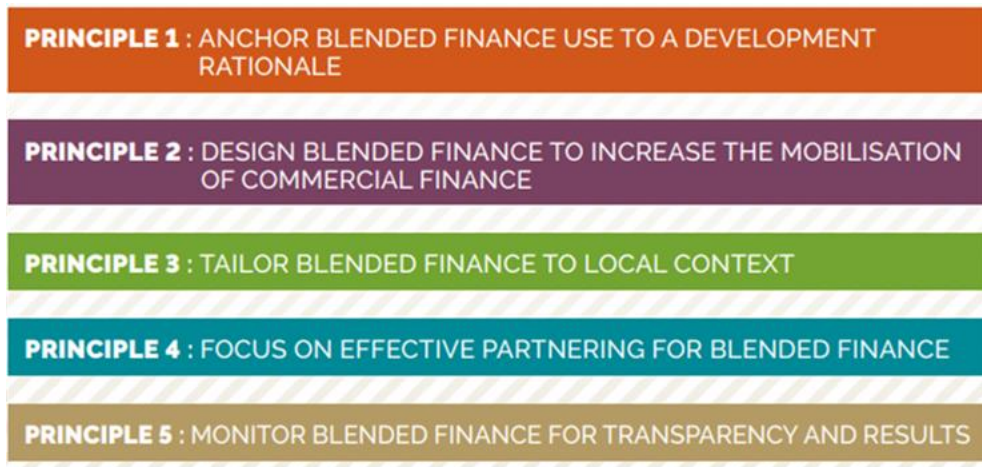 PRINCIPLE 1 : ANCHOR BLENDED FINANCE USE TO A DEVELOPMENT
RATIONALE
PRINCIPLE 2 : DESIGN BLENDED FINANCE TO INCREASE THE MOBILISATION
OF COMMERCIAL FINANCE
PRINCIPLE 3 : TAILOR BLENDED FINANCE TO LOCAL CONTEXT
PRINCIPLE 4 : FOCUS ON EFFECTIVE PARTNERING FOR BLENDED FINANCE
PRINCIPLE 5 : MONITOR BLENDED FINANCE FOR TRANSPARENCY AND RESULTS